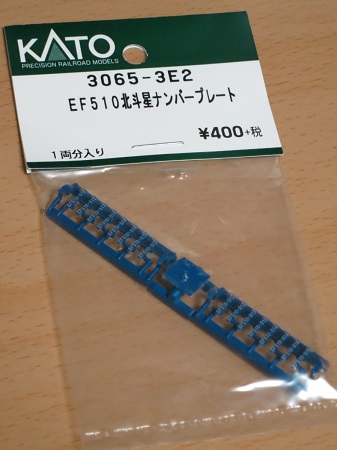 KATO
PRECISION RAILROAD MODELS
3065-3E2
EF510北斗星ナンバープレート
¥400+税
1両分入り